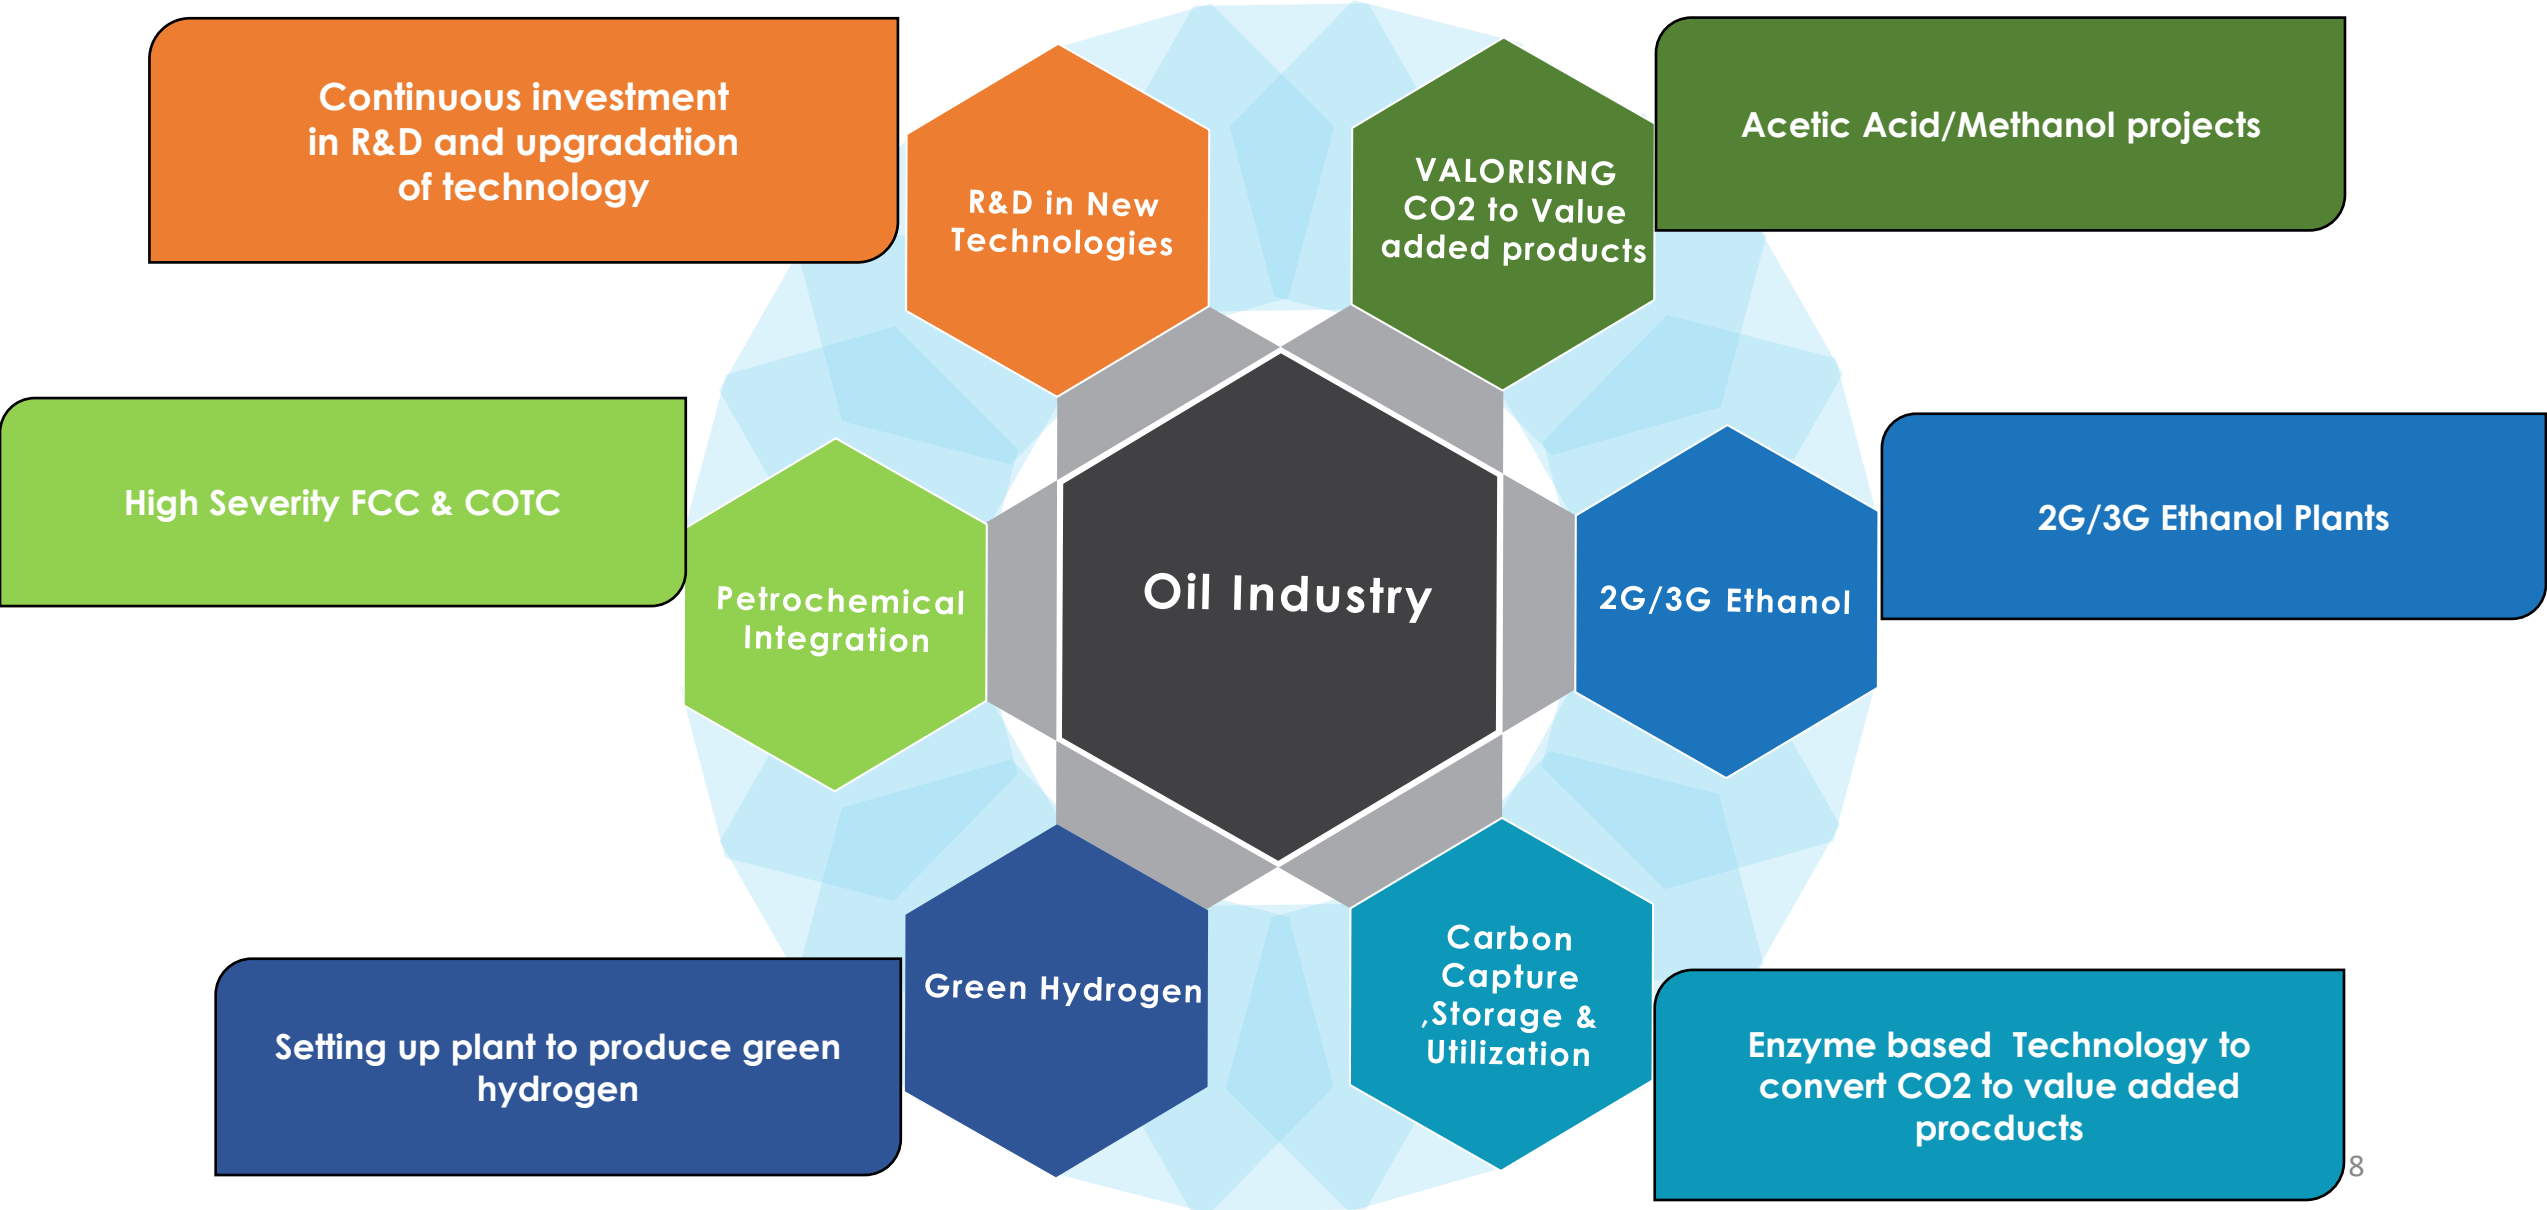 Continuous investment
in R&D and upgradation
of technology
R&D in New
Technologies
VALORISING
CO2 to Value
added products
Acetic Acid/Methanol projects
High Severity FCC & COTC
Petrochemical
Integration
Oil Industry
2G/3G Ethanol
2G/3G Ethanol Plants
Green Hydrogen
Setting up plant to produce green
hydrogen
Carbon
Capture
,Storage &
Utilization
Enzyme based  Technology to
convert CO2 to value added
procducts
8